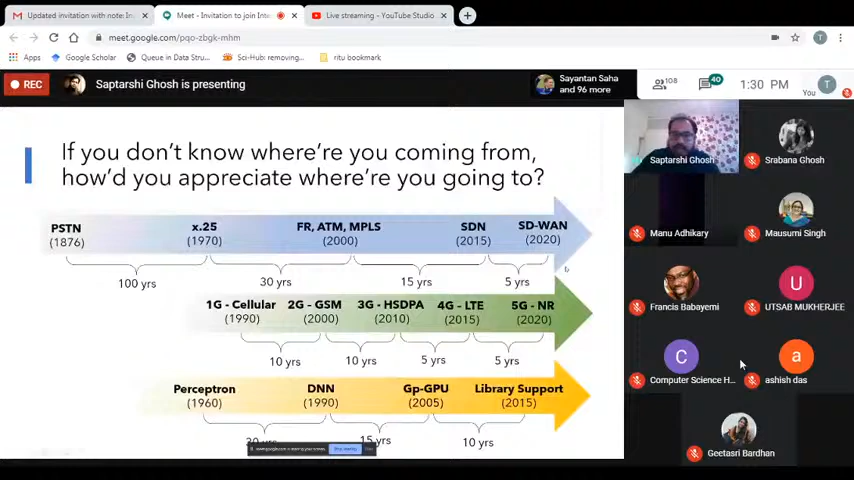 Updated invitation with note: In
Meet - Invitation to join Inte
Live streaming - YouTube Studio
meet.google.com/pqo-zbgk-mhm
T
Apps
Google Scholar
Queue in Data Stru...
Sci-Hub: removing...
ritu bookmark
REC
Saptarshi Ghosh is presenting
Sayantan Saha
and 96 more
108
40
1:30 PM
T
You
If you don't know where're you coming from,
how'd you appreciate where're you going to?
PSTN
(1876)
x.25
(1970)
FR, ATM, MPLS
(2000)
SDN
(2015)
SD-WAN
(2020)
100 yrs
30 yrs
15 yrs
5 yrs
1G - Cellular
(1990)
2G - GSM
(2000)
3G - HSDPA
(2010)
4G - LTE
(2015)
5G - NR
(2020)
10 yrs
10 yrs
5 yrs
5 yrs
Perceptron
(1960)
DNN
(1990)
Gp-GPU
(2005)
Library Support
(2015)
30 yrs
15 yrs
10 yrs
Saptarshi Ghosh
Srabana Ghosh
Manu Adhikary
Mausumi Singh
Francis Babayemi
U
UTSAB MUKHERJEE
C
Computer Science H...
a
ashish das
Geetasri Bardhan